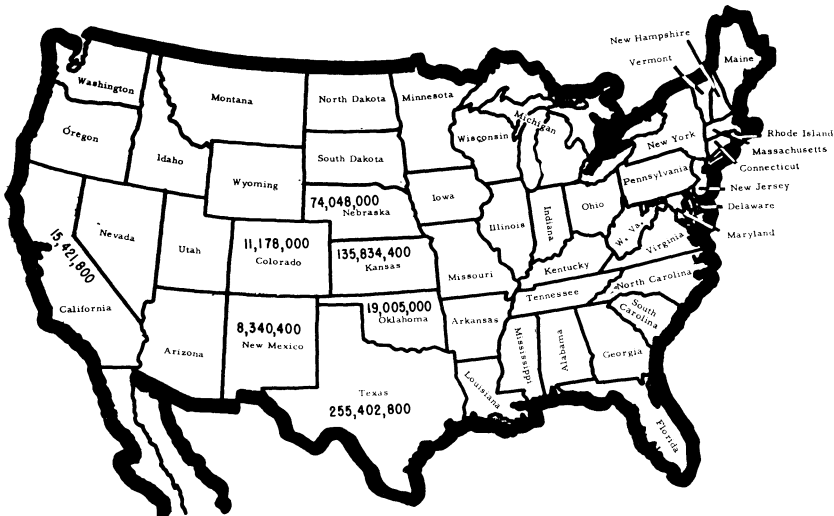 New Hampshire
Vermont
Maine
Washington
Montana
North Dakota
Minnesota
Oregon
Idaho
Wyoming
South Dakota
Wisconsin
Michigan
New York
Rhode Island
Massachusetts
Connecticut
Pennsylvania
New Jersey
Delaware
Maryland
74,048,000
Nebraska
Iowa
Illinois
Indiana
Ohio
W. Va.
Virginia
Nevada
Utah
11,178,000
Colorado
135,834,400
Kansas
Missouri
Kentucky
15,421,800
California
Arizona
8,340,400
New Mexico
19,005,000
Oklahoma
Arkansas
Tennessee
North Carolina
South
Carolina
Mississippi
Alabama
Georgia
Texas
255,402,800
Louisiana
Florida